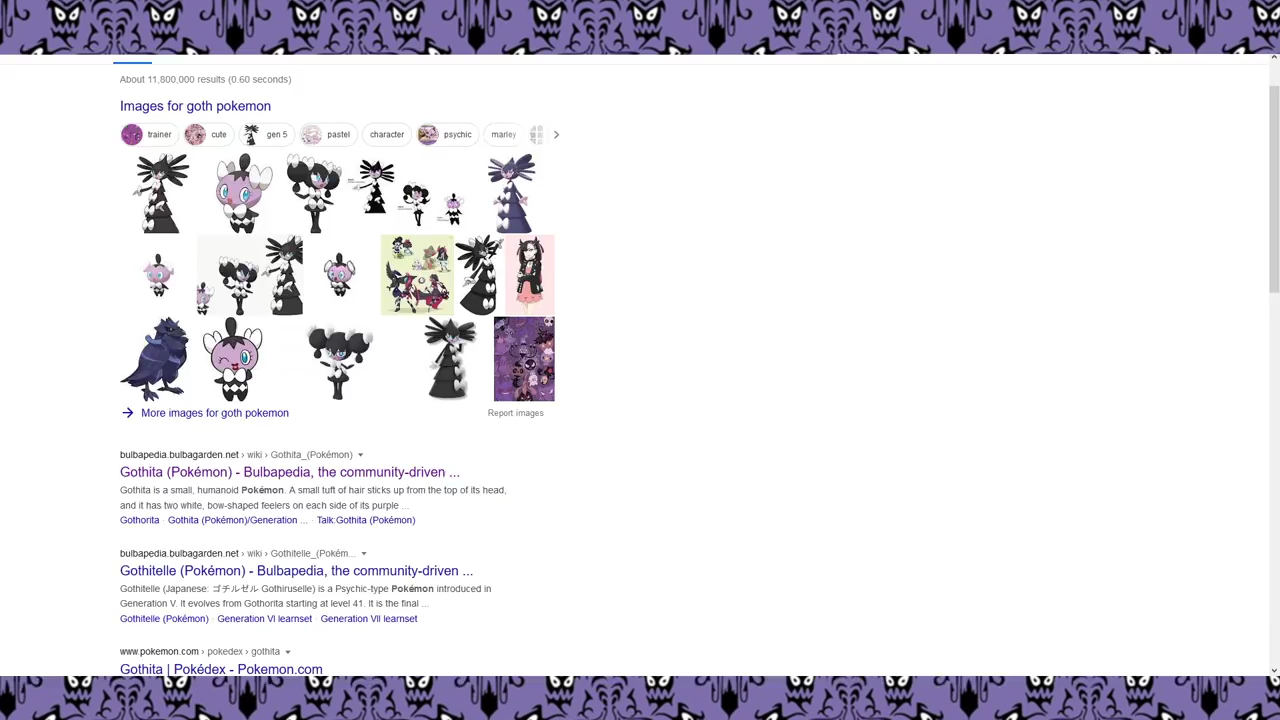 About 11,800,000 results (0.60 seconds)
Images for goth pokemon
trainer cute gen 5 pastel character psychic marley
More images for goth pokemon Report images
bulbapedia.bulbagarden.net › wiki › Gothita_(Pokémon)
Gothita (Pokémon) - Bulbapedia, the community-driven ...
Gothita is a small, humanoid Pokémon. A small tuft of hair sticks up from the top of its head,
and it has two white, bow-shaped feelers on each side of its purple ...
Gothorita · Gothita (Pokémon)/Generation ... · Talk:Gothita (Pokémon)
bulbapedia.bulbagarden.net › wiki › Gothitelle_(Pokém...
Gothitelle (Pokémon) - Bulbapedia, the community-driven ...
Gothitelle (Japanese: ゴチルゼル Gothiruselle) is a Psychic-type Pokémon introduced in
Generation V. It evolves from Gothorita starting at level 41. It is the final ...
Gothitelle (Pokémon) · Generation VI learnset · Generation VII learnset
www.pokemon.com › pokedex › gothita
Gothita | Pokédex - Pokemon.com